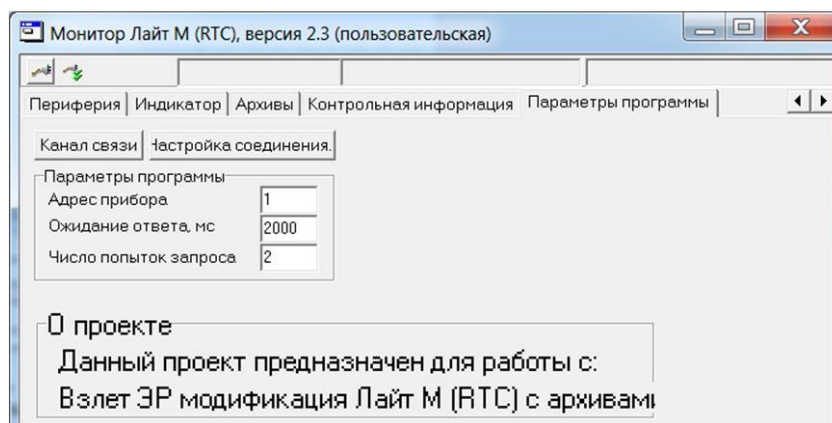 Монитор Лайт М (RTC), версия 2.3 (пользовательская)
Периферия Индикатор Архивы Контрольная информация Параметры программы
Канал связи Настройка соединения.
Параметры программы
Адрес прибора 1
Ожидание ответа, мс 2000
Число попыток запроса 2
О проекте
Данный проект предназначен для работы с:
Взлет ЭР модификация Лайт М (RTC) с архивами